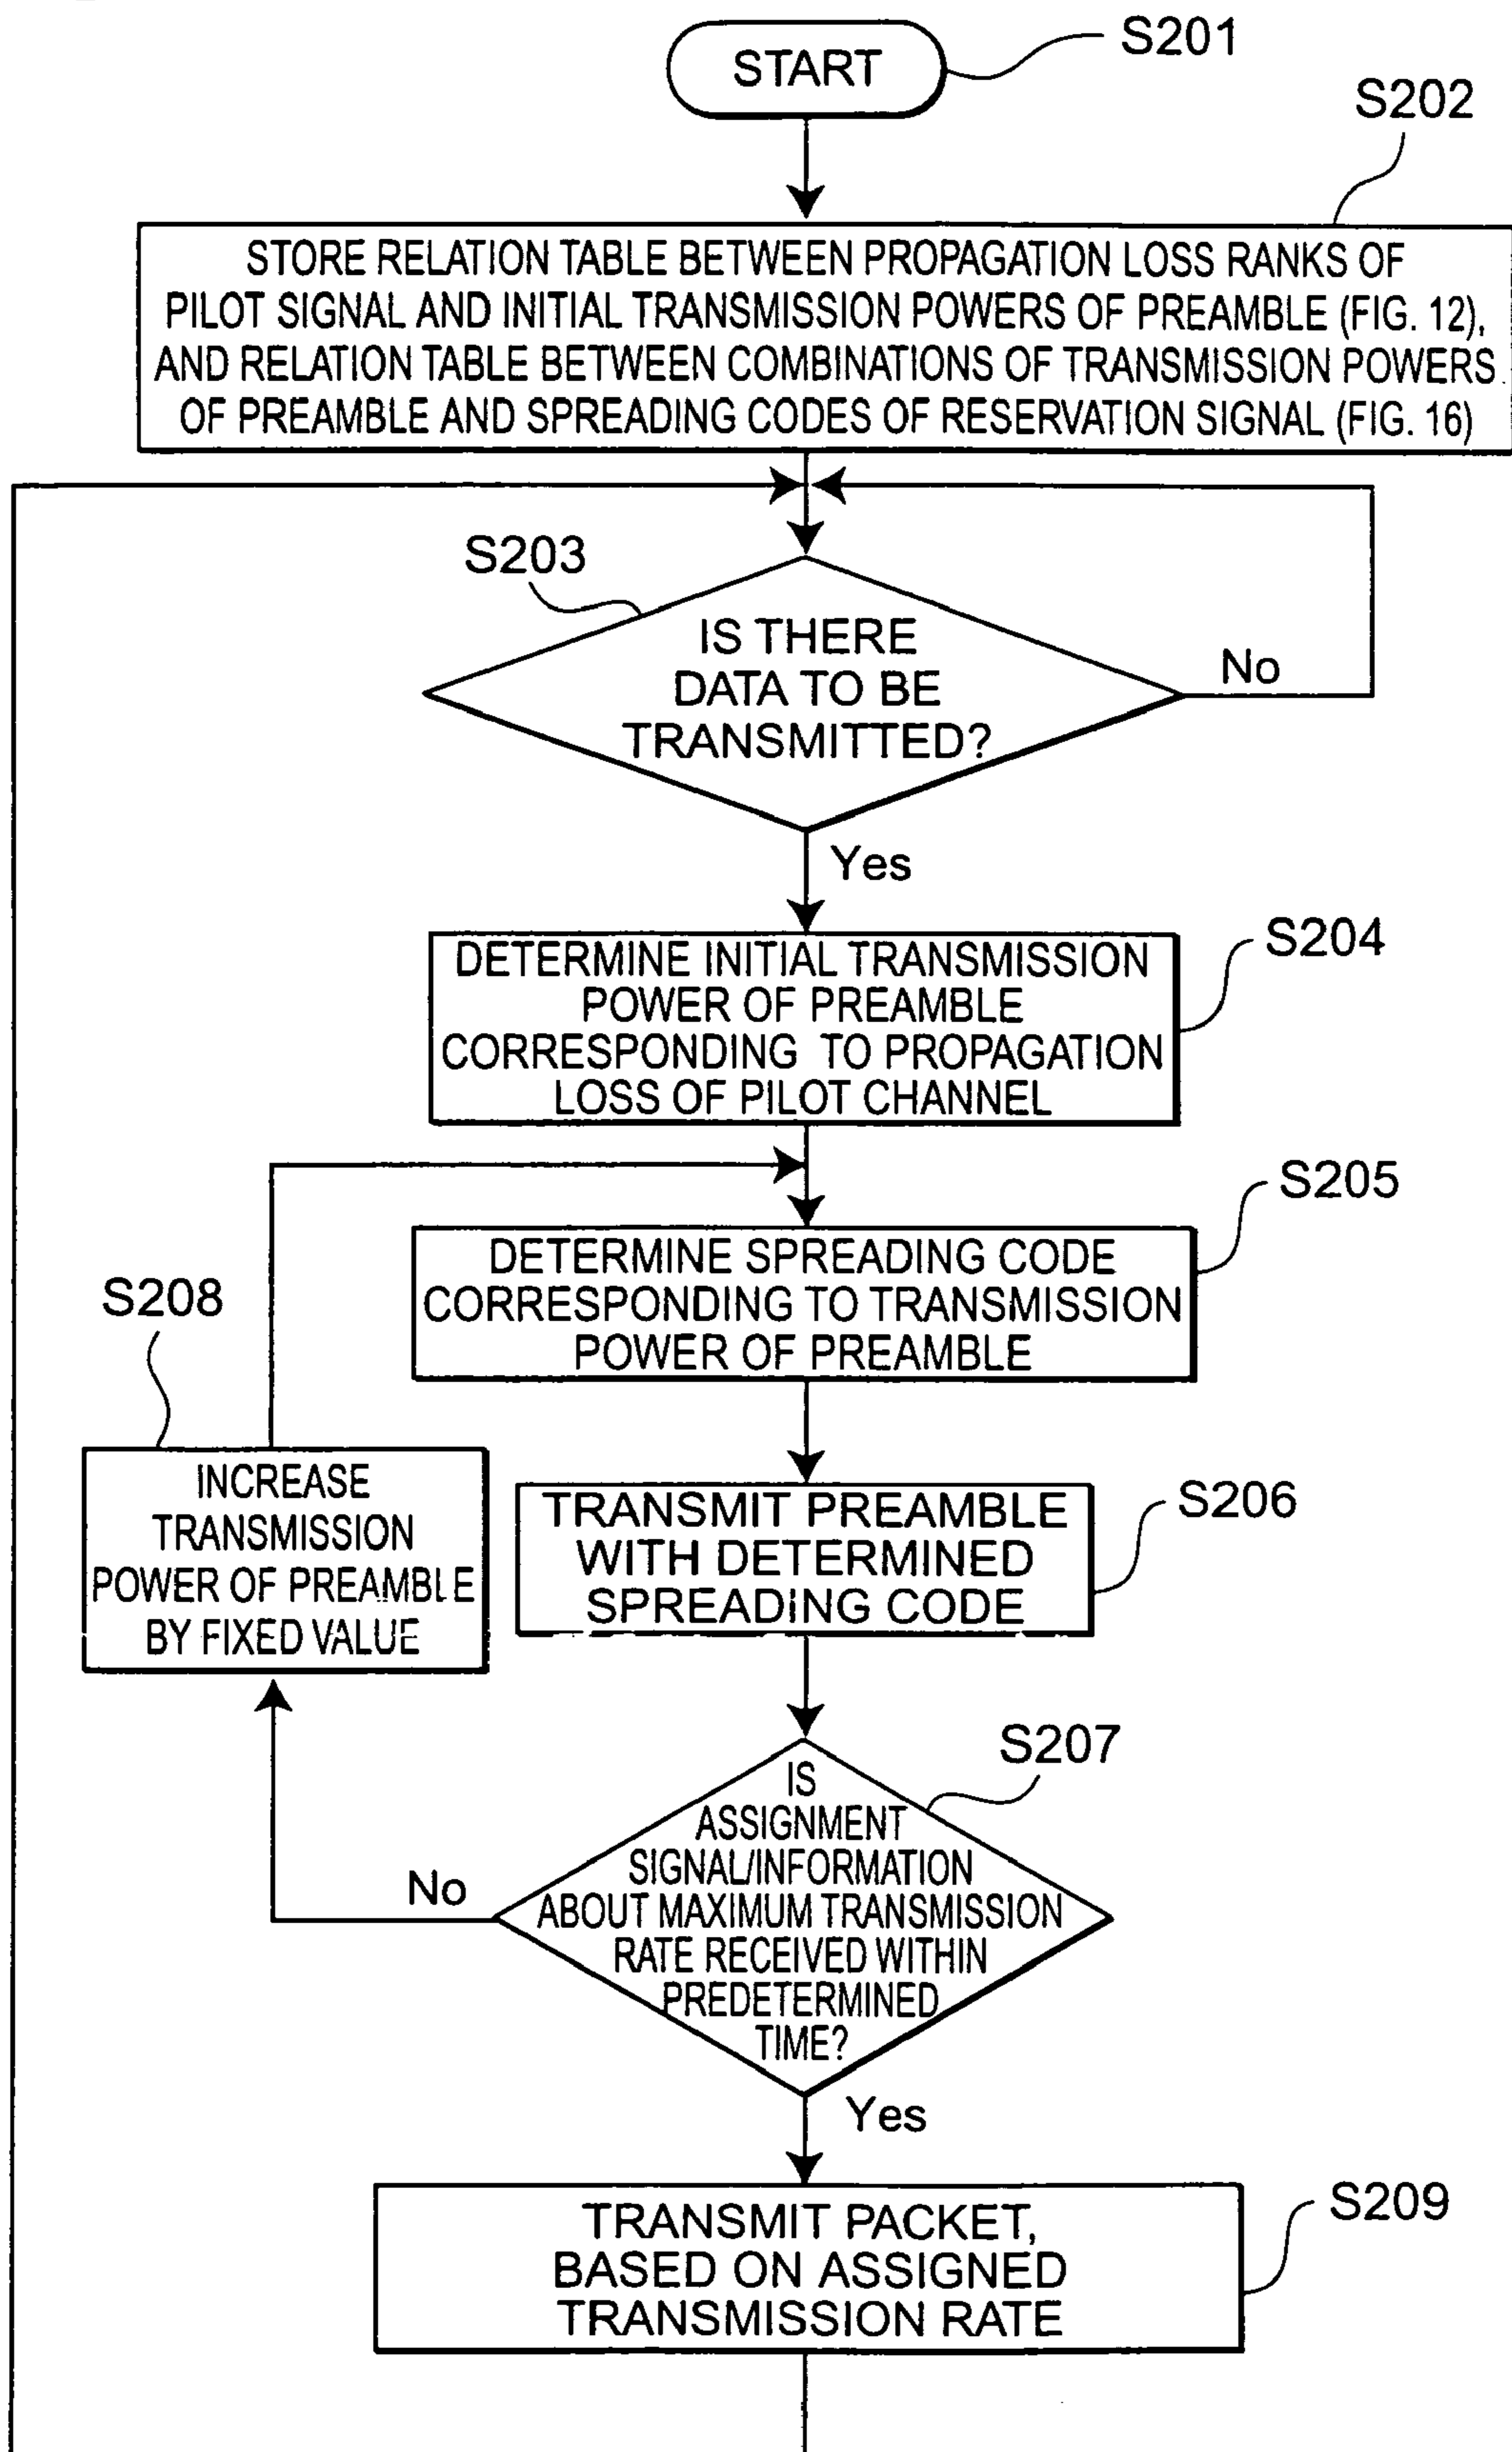 START
S201
S202
STORE RELATION TABLE BETWEEN PROPAGATION LOSS RANKS OF
PILOT SIGNAL AND INITIAL TRANSMISSION POWERS OF PREAMBLE (FIG. 12),
AND RELATION TABLE BETWEEN COMBINATIONS OF TRANSMISSION POWERS
OF PREAMBLE AND SPREADING CODES OF RESERVATION SIGNAL (FIG. 16)
S203
IS THERE
DATA TO BE
TRANSMITTED?
No
Yes
S204
DETERMINE INITIAL TRANSMISSION
POWER OF PREAMBLE
CORRESPONDING TO PROPAGATION
LOSS OF PILOT CHANNEL
S205
DETERMINE SPREADING CODE
CORRESPONDING TO TRANSMISSION
POWER OF PREAMBLE
S208
INCREASE
TRANSMISSION
POWER OF PREAMBLE
BY FIXED VALUE
S206
TRANSMIT PREAMBLE
WITH DETERMINED
SPREADING CODE
S207
IS
ASSIGNMENT
SIGNAL/INFORMATION
ABOUT MAXIMUM TRANSMISSION
RATE RECEIVED WITHIN
PREDETERMINED
TIME?
No
Yes
S209
TRANSMIT PACKET,
BASED ON ASSIGNED
TRANSMISSION RATE